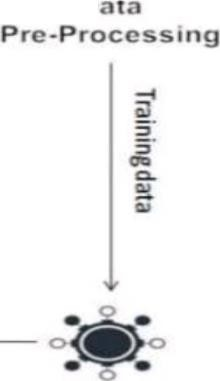 ata
Pre-Processing
Training data